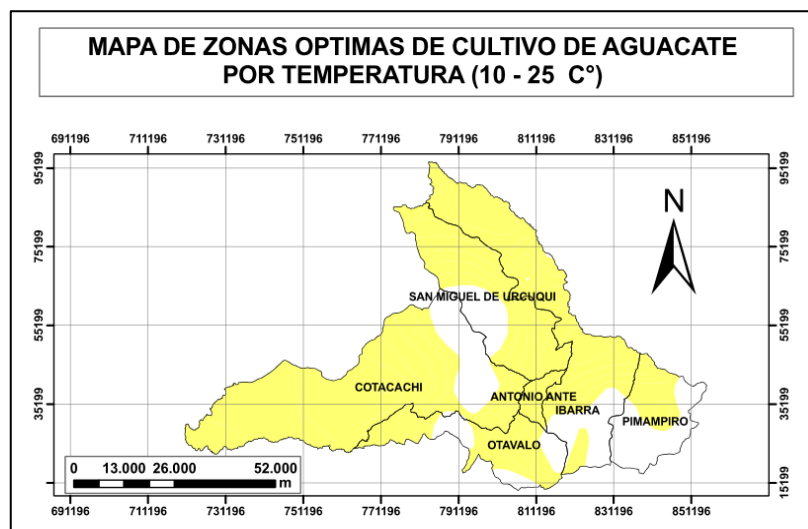 MAPA DE ZONAS OPTIMAS DE CULTIVO DE AGUACATE
POR TEMPERATURA (10 - 25 C°)
691196 711196 731196 751196 771196 791196 811196 831196 851196
95199 95199
75199 75199
55199 55199
35199 35199
15199 15199
N
SAN MIGUEL DE URCUQUI
COTACACHI
ANTONIO ANTE
IBARRA
PIMAMPIRO
OTAVALO
0 13.000 26.000 52.000
m
691196 711196 731196 751196 771196 791196 811196 831196 851196